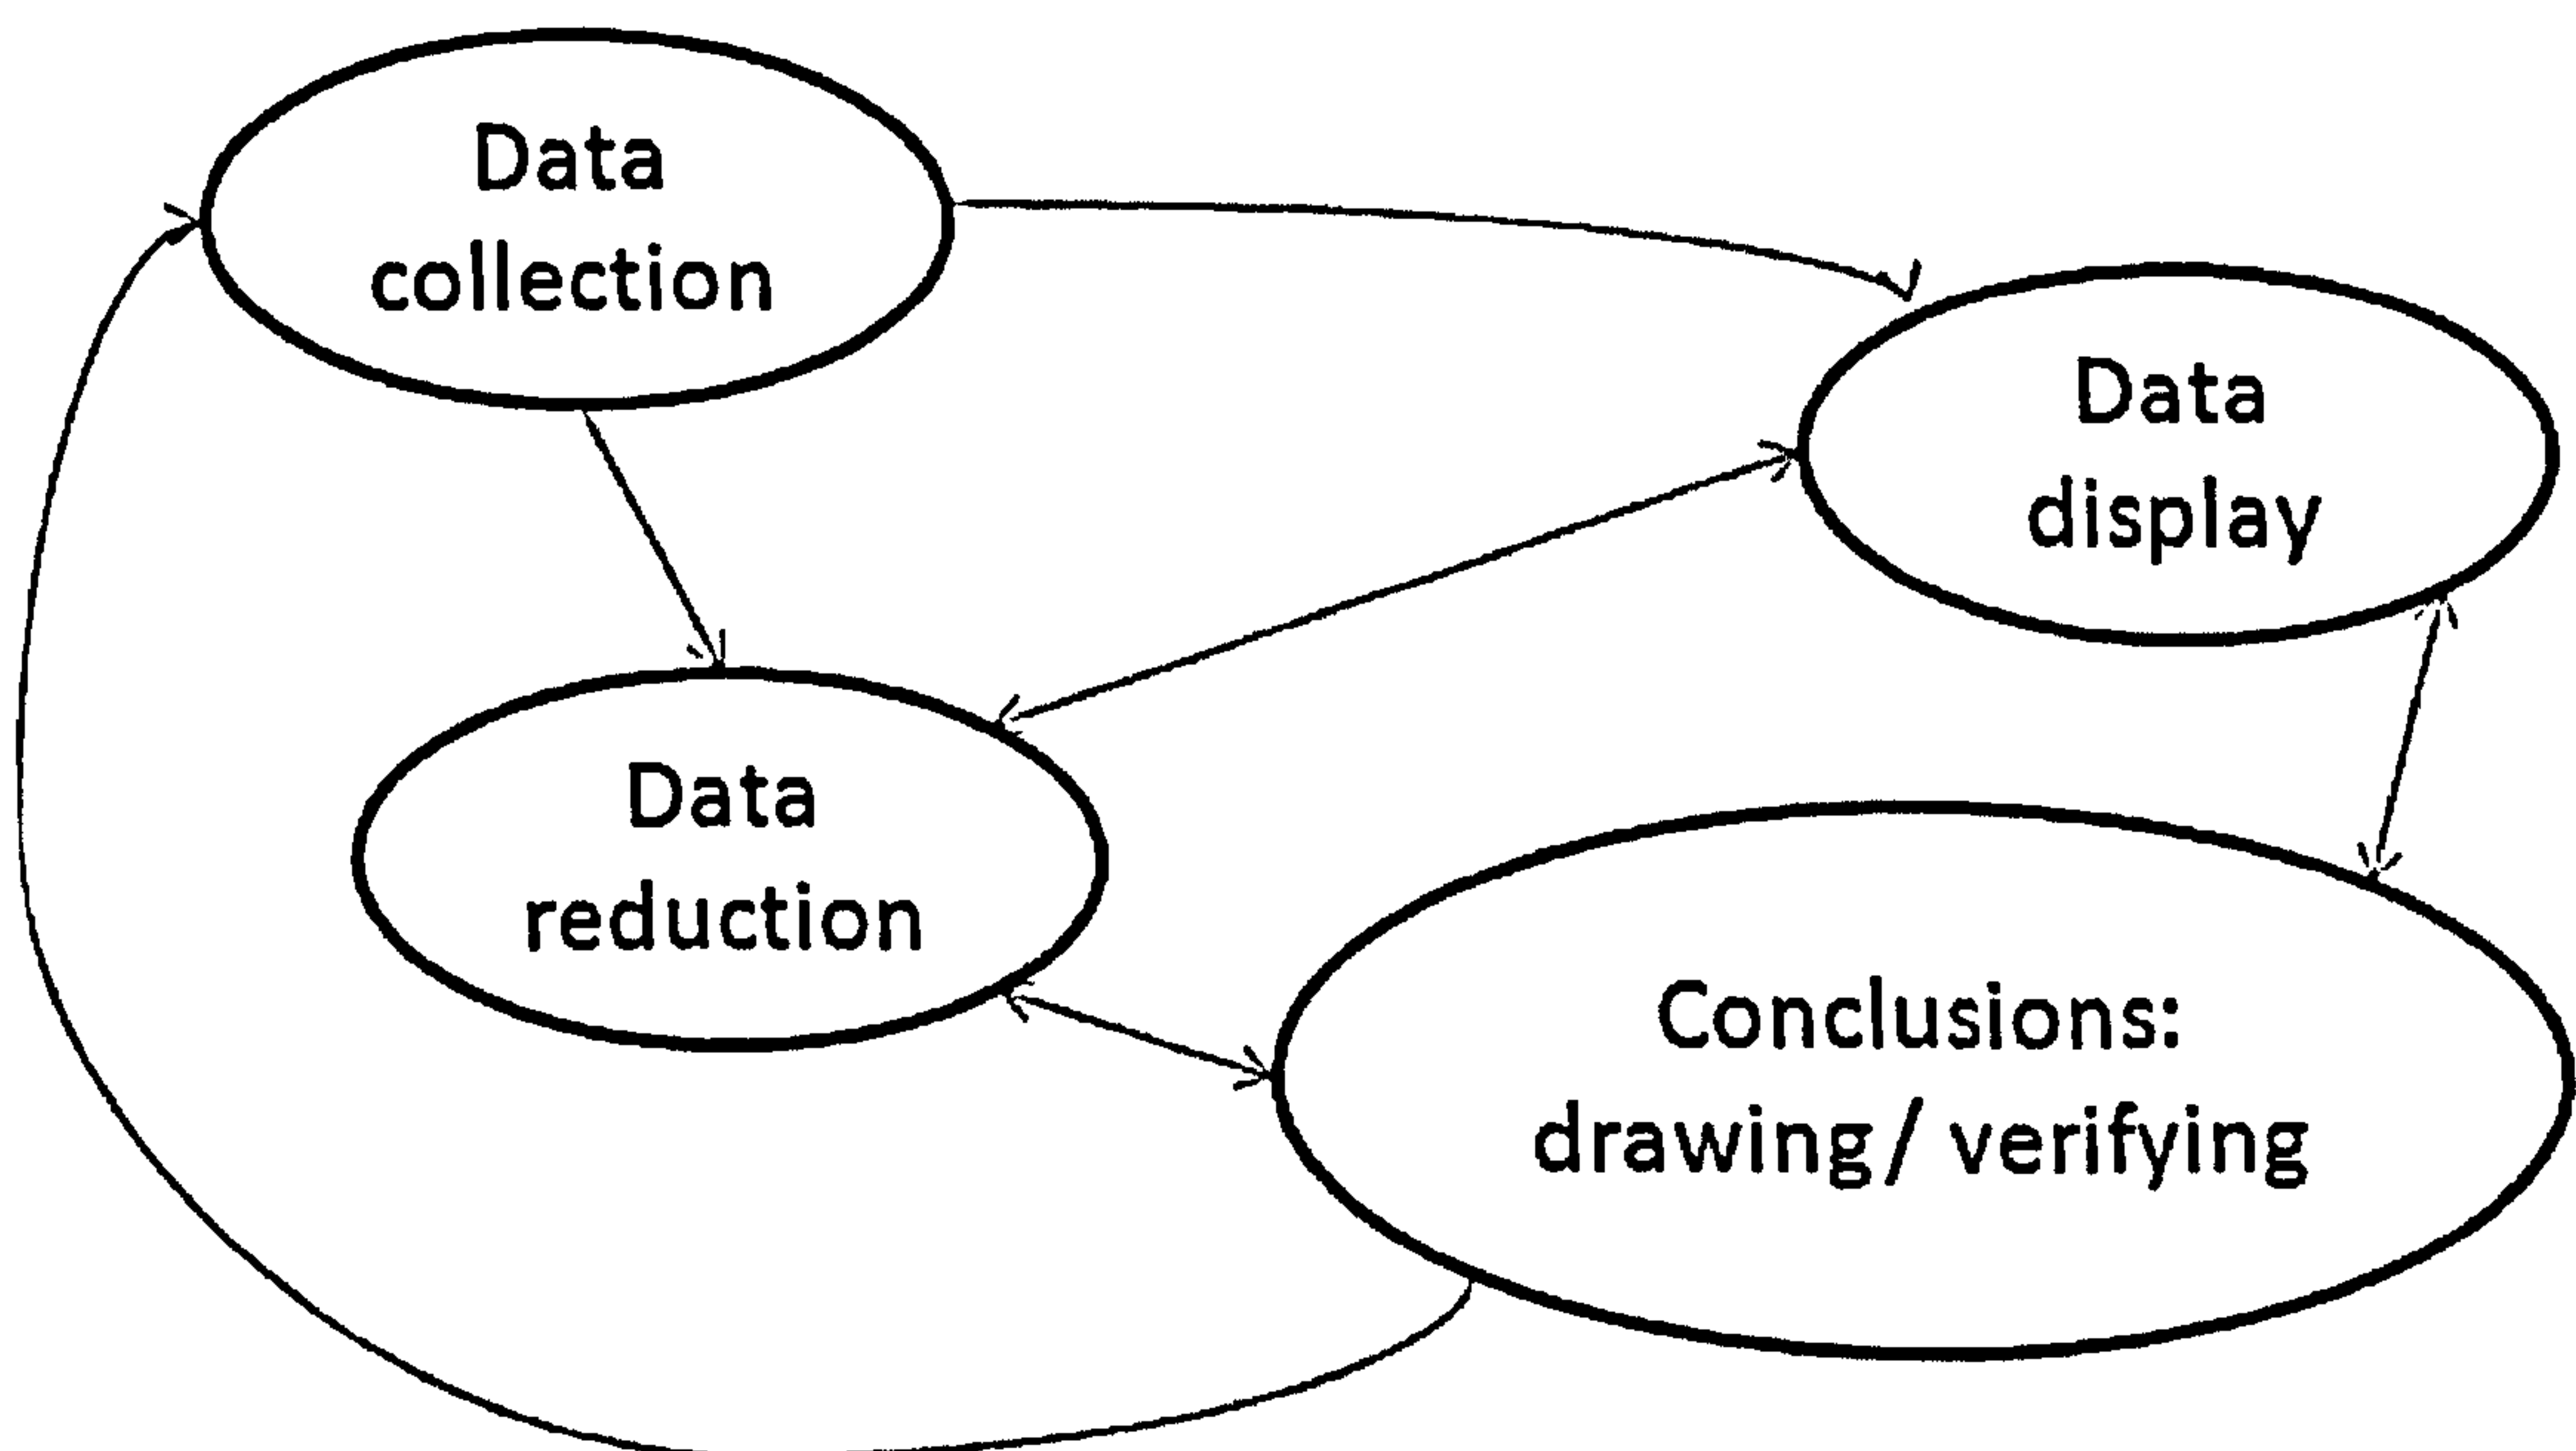 Data
collection
Data
display
Data
reduction
Conclusions:
drawing/ verifying